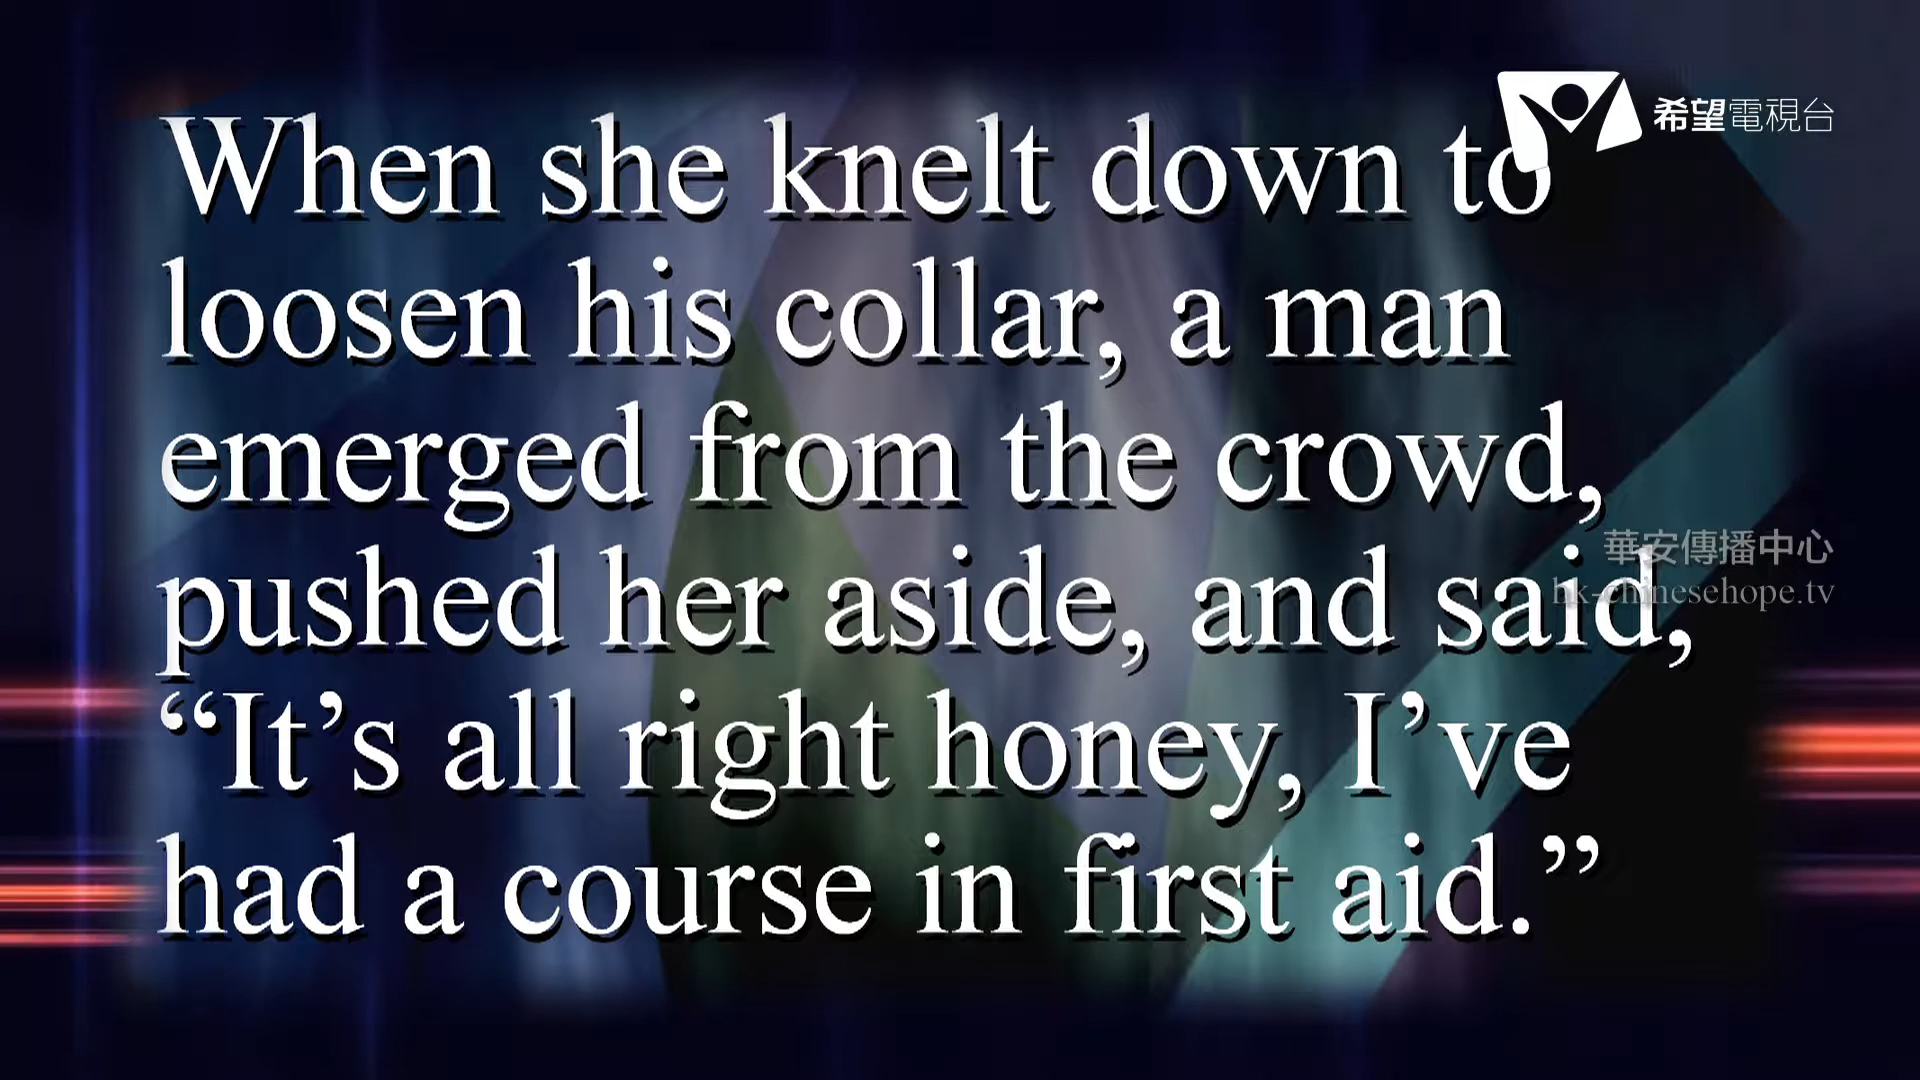 希望電視台
When she knelt down to
loosen his collar, a man
emerged from the crowd,
華安傳播中心
pushed her aside, and said,
hk-chinesehope.tv
“It’s all right honey, I’ve
had a course in first aid.”